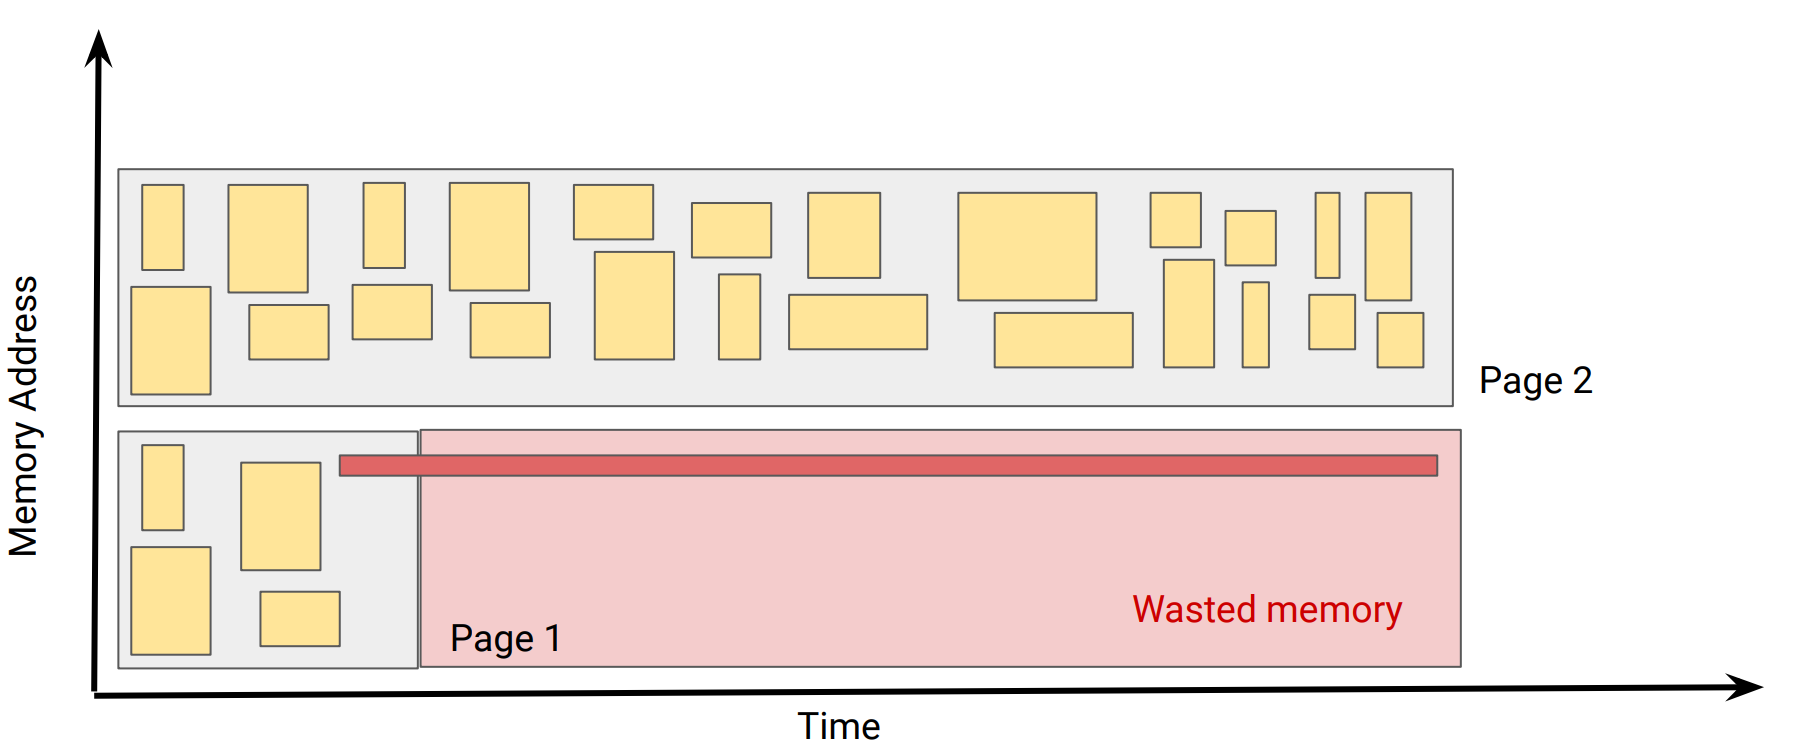 Memory Address
Page 2
Wasted memory
Page 1
Time